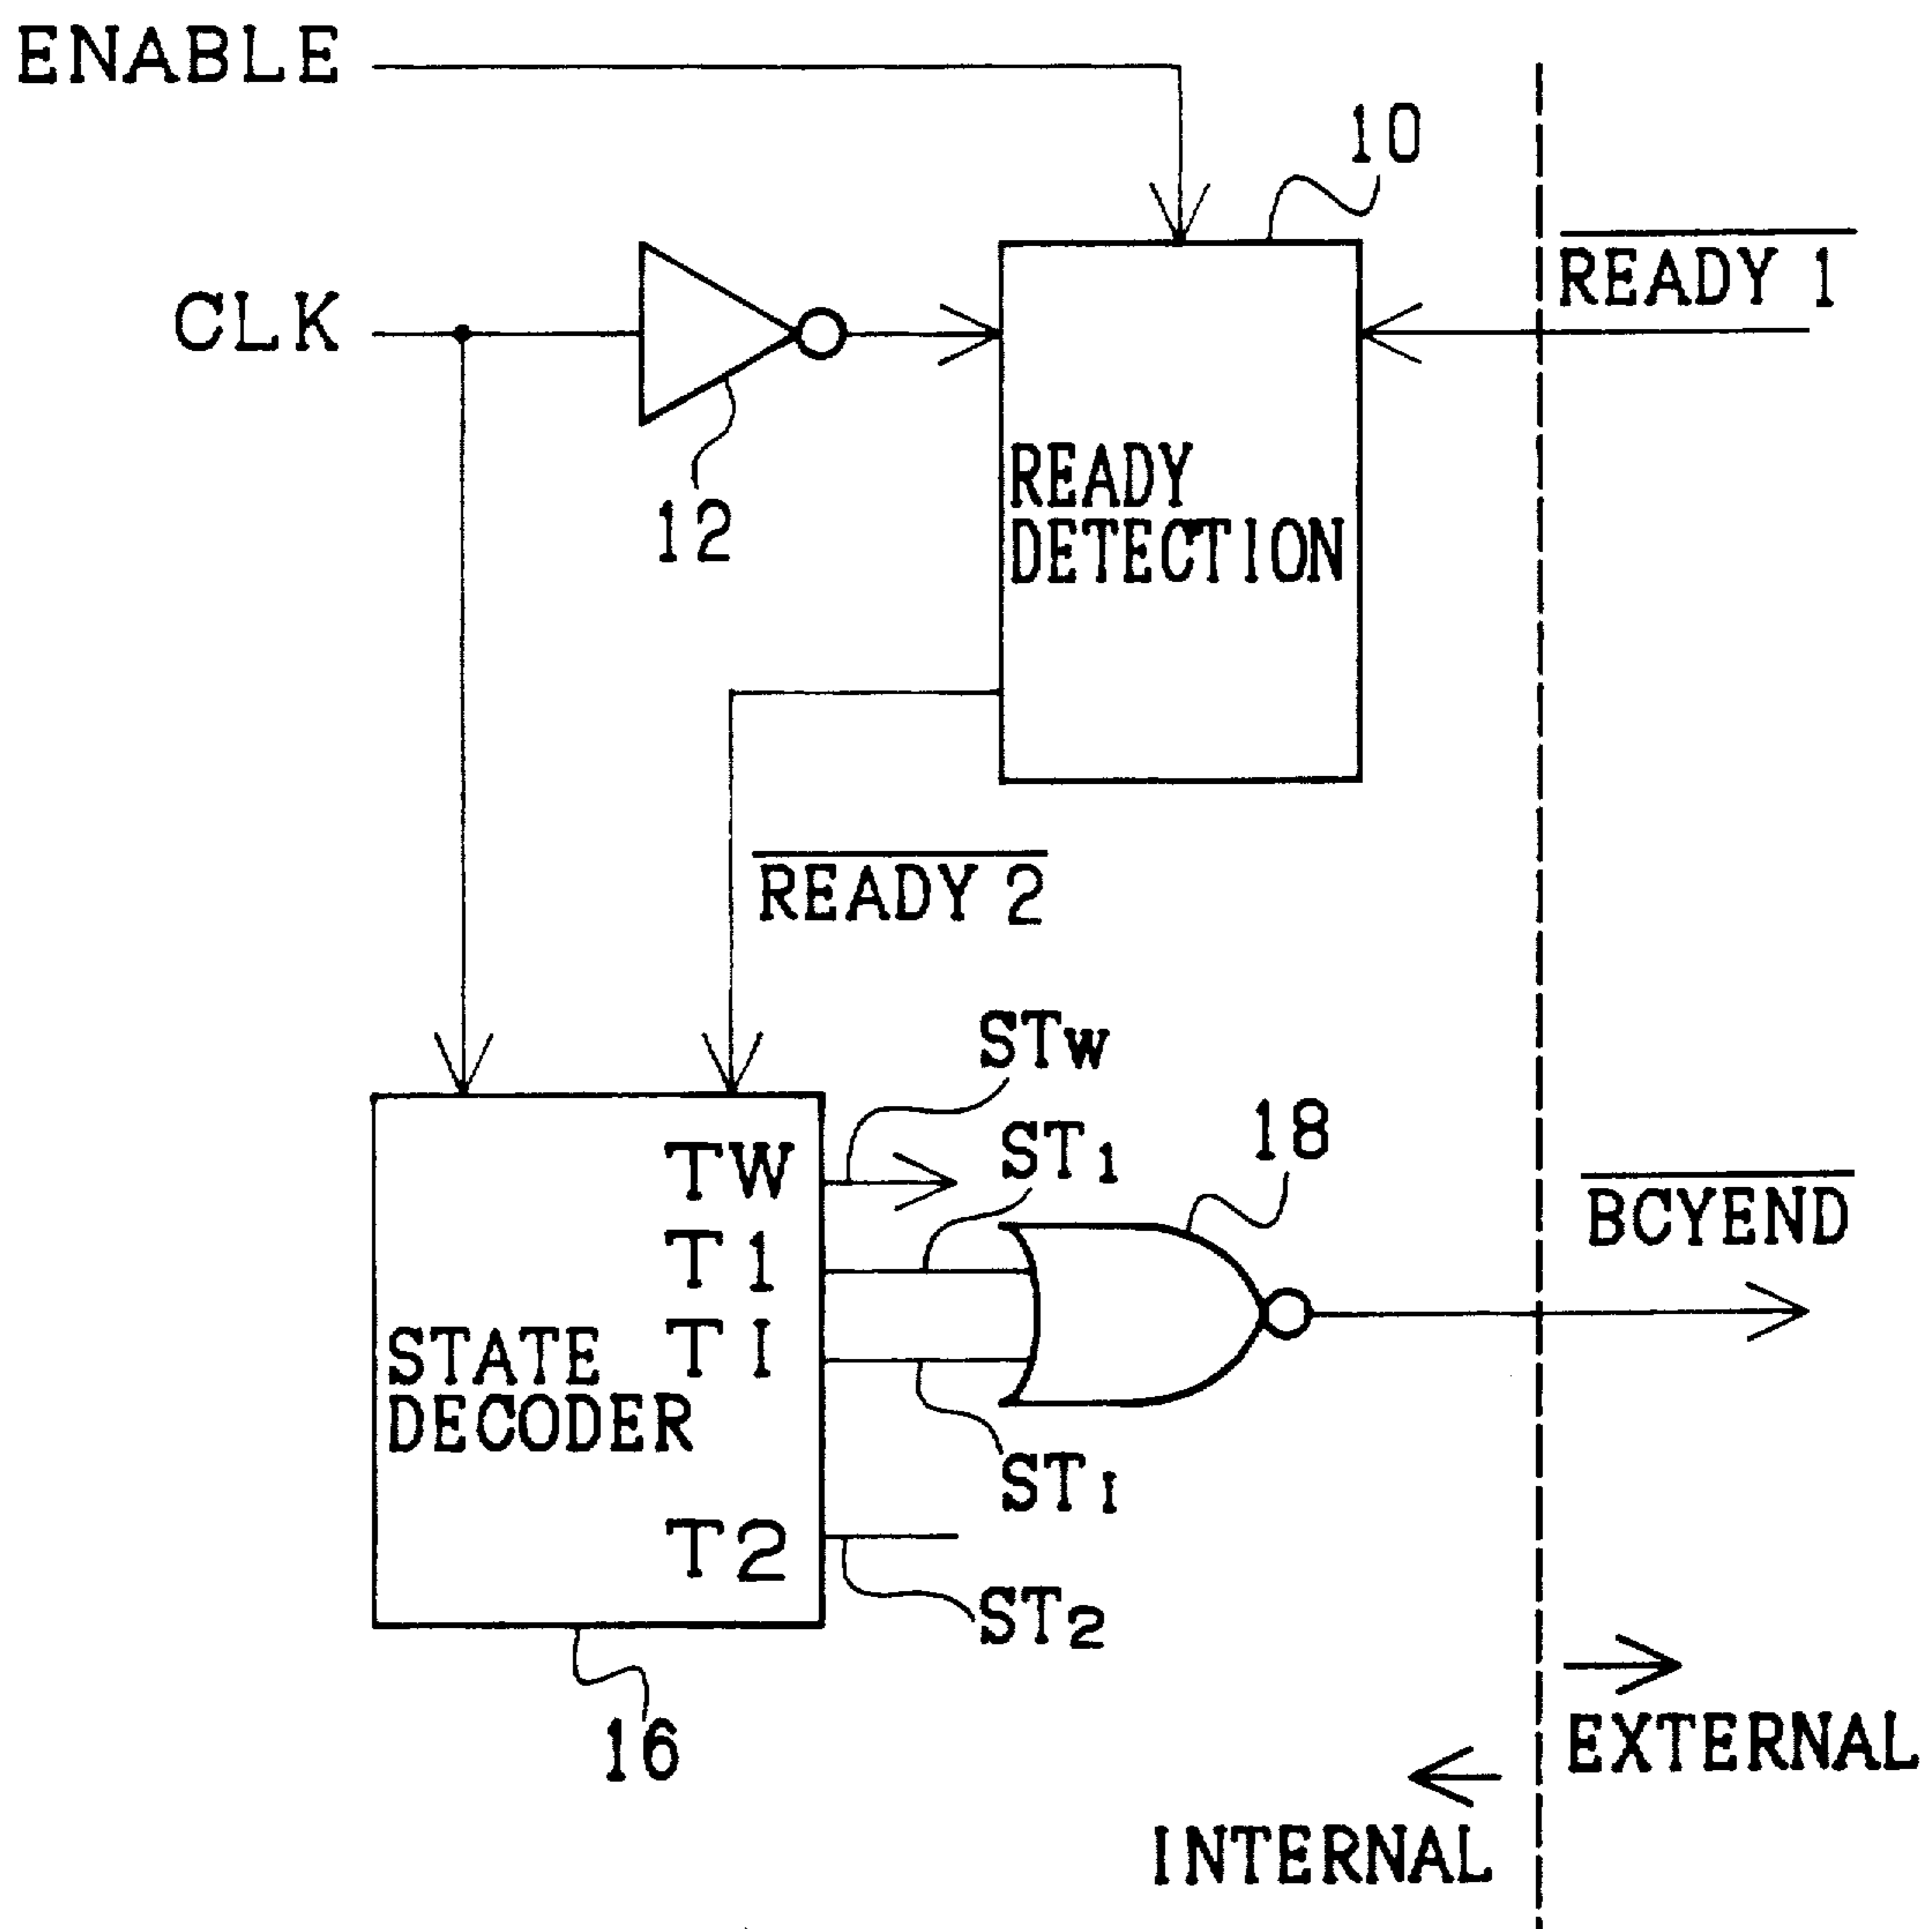 ENABLE
10
READY 1
CLK
12
READY
DETECTION
READY 2
STW
ST1
18
TW
T1
TI
BCYEND
STATE
DECODER
STI
T2
ST2
16
EXTERNAL
INTERNAL